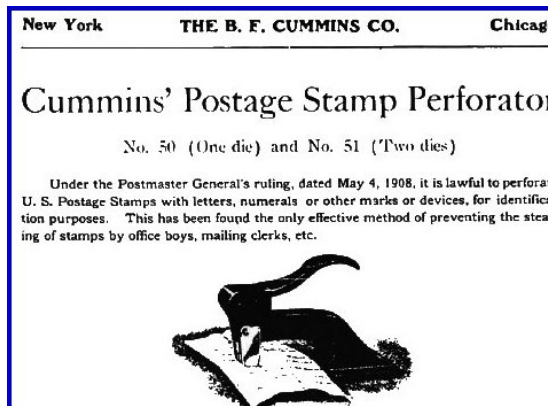 New York THE B. F. CUMMINS CO. Chicag
Cummins' Postage Stamp Perforator
No. 50 (One die) and No. 51 (Two dies)
Under the Postmaster General's ruling, dated May 4, 1908, it is lawful to perfora
U. S. Postage Stamps with letters, numerals or other marks or devices, for identifica
tion purposes. This has been found the only effective method of preventing the stea
ing of stamps by office boys, mailing clerks, etc.